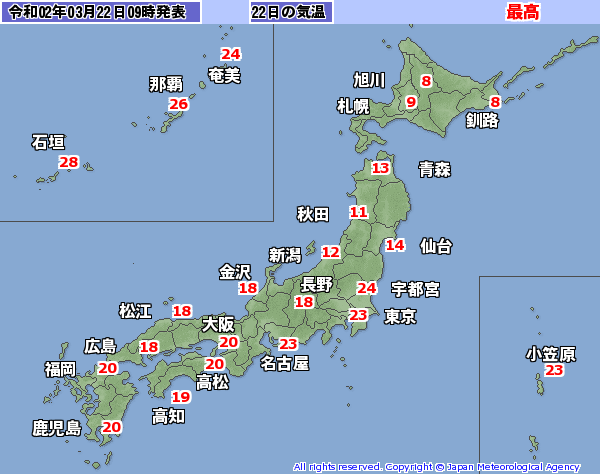 令和02年03月22日09時発表
22日の気温
最高
24
奄美
那覇
26
石垣
28
旭川
8
札幌
9
8
釧路
13
青森
秋田
11
新潟
12
14
仙台
金沢
18
長野
18
24
宇都宮
23
東京
松江
18
大阪
20
23
名古屋
広島
18
福岡
20
20
高松
19
高知
鹿児島
20
小笠原
23
All rights reserved. Copyright © Japan Meteorological Agency